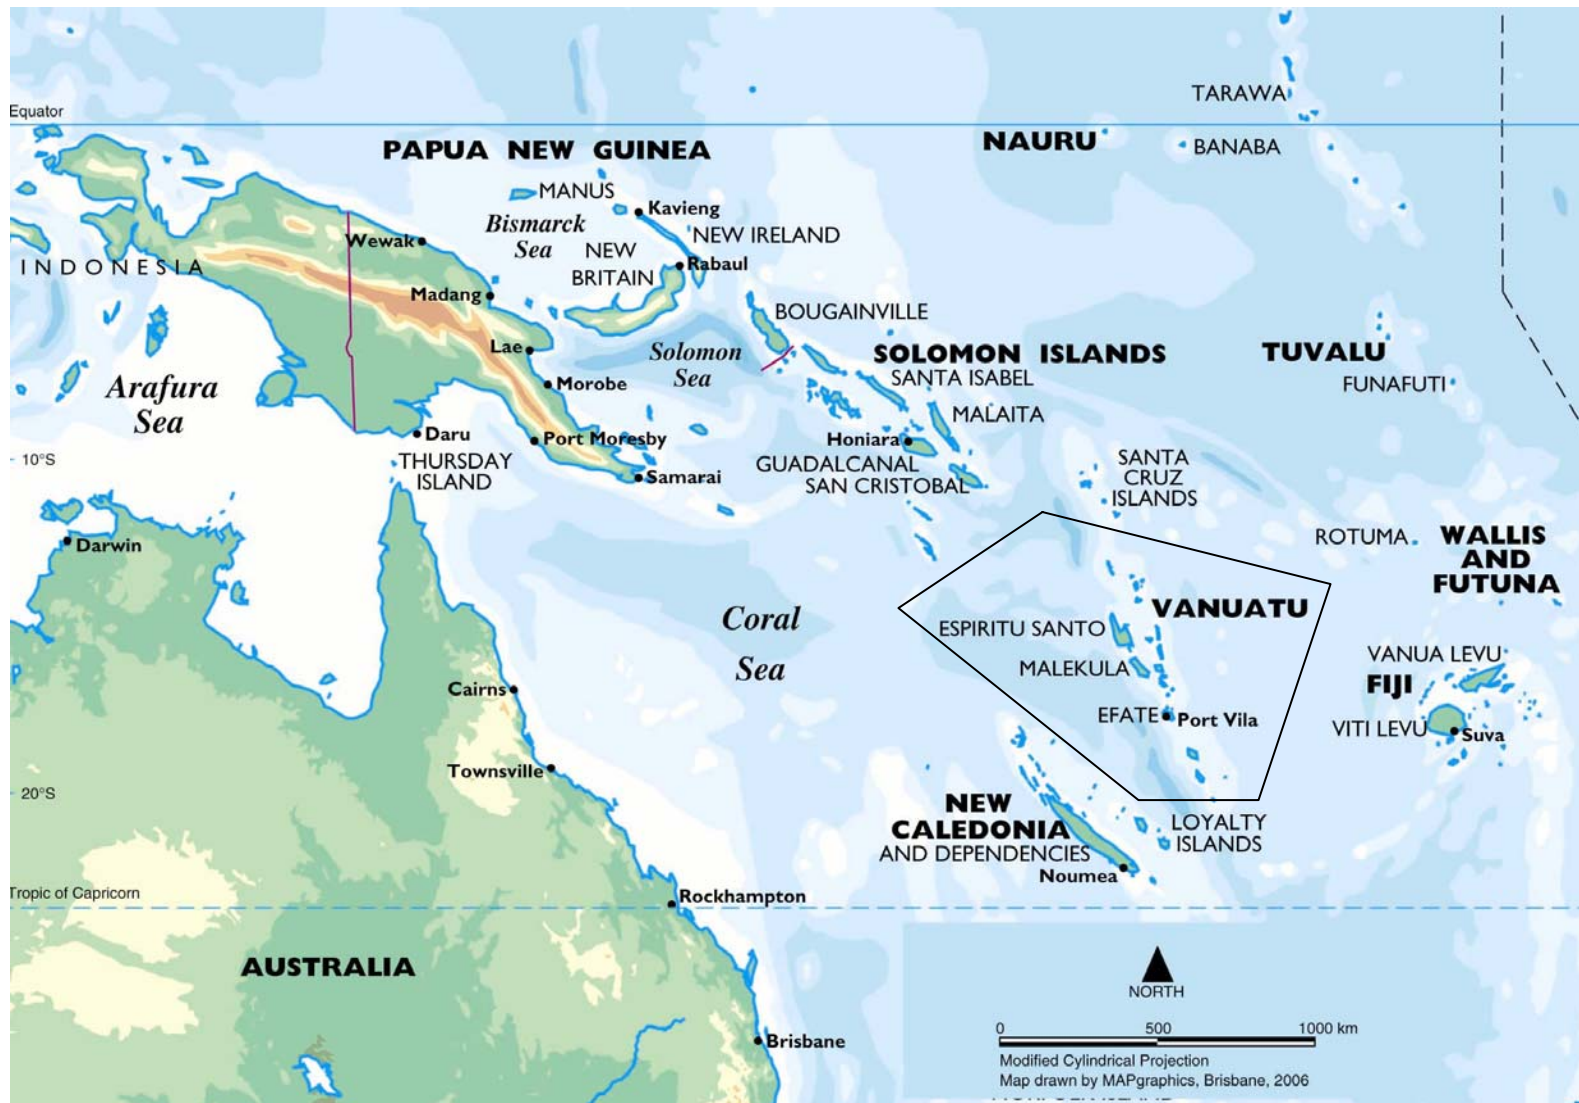 Equator
TARAWA
NAURU
BANABA
PAPUA NEW GUINEA
MANUS
Kavieng
Bismarck
Sea
NEW IRELAND
Wewak
NEW
BRITAIN
Rabaul
INDONESIA
Madang
BOUGAINVILLE
Lae
Solomon
Sea
SOLOMON ISLANDS
SANTA ISABEL
TUVALU
FUNAFUTI
Arafura
Sea
Morobe
MALAITA
Daru
Port Moresby
Honiara
10°S
THURSDAY
ISLAND
Samarai
GUADALCANAL
SAN CRISTOBAL
SANTA
CRUZ
ISLANDS
Darwin
ROTUMA
WALLIS
AND
FUTUNA
Coral
Sea
VANUATU
ESPIRITU SANTO
MALEKULA
VANUA LEVU
FIJI
Cairns
EFATE
Port Vila
VITI LEVU
Suva
Townsville
20°S
NEW
CALEDONIA
AND DEPENDENCIES
LOYALTY
ISLANDS
Noumea
Tropic of Capricorn
Rockhampton
AUSTRALIA
NORTH
Brisbane
0 500 1000 km
Modified Cylindrical Projection
Map drawn by MAPgraphics, Brisbane, 2006